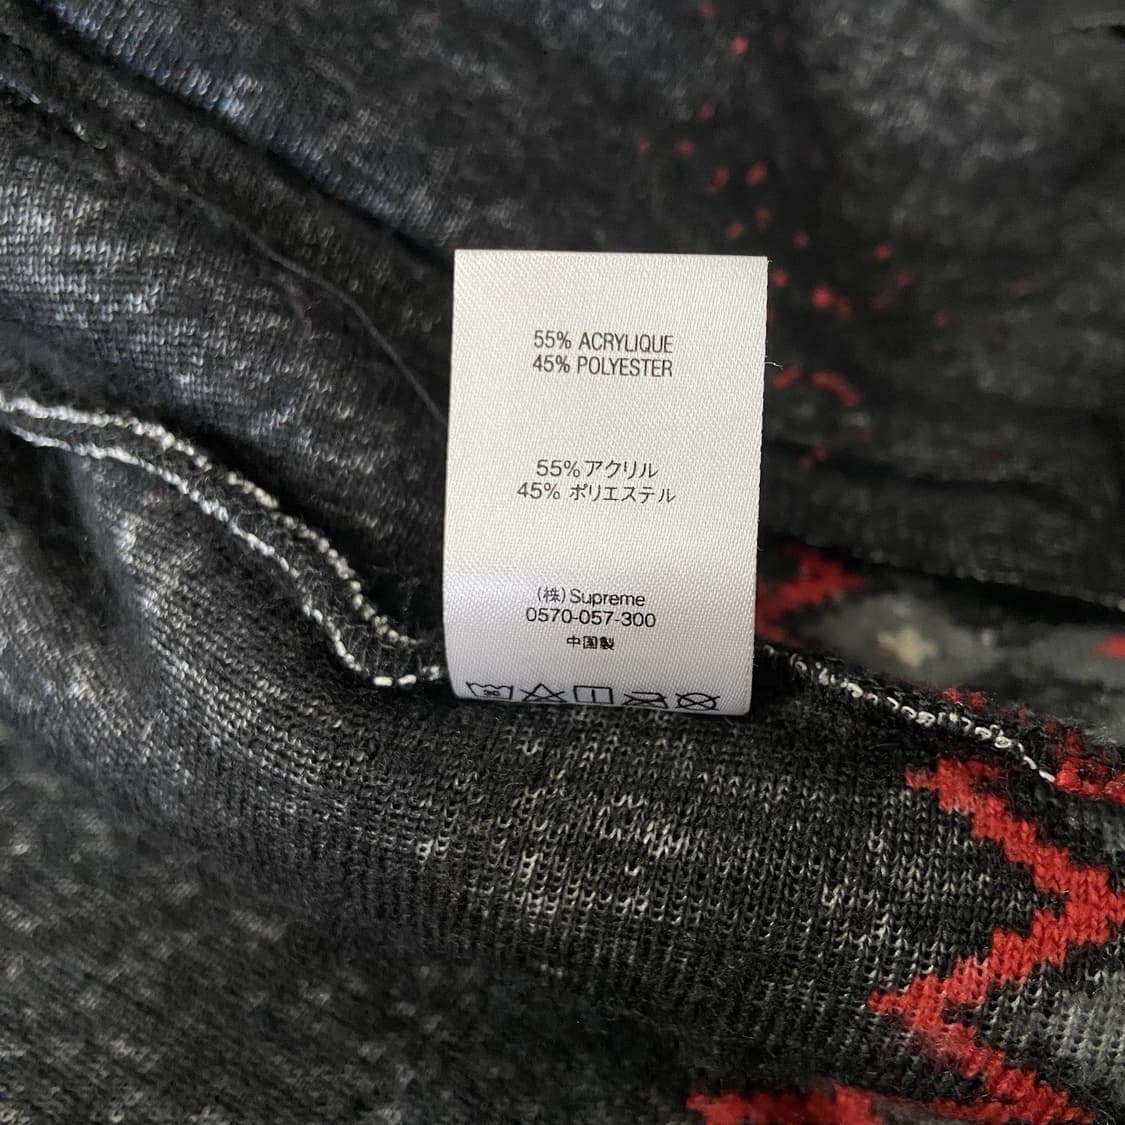 55% ACRYLIQUE
45% POLYESTER
55%アクリル
45% ポリエステル
(株)Supreme
0570-057-300
中国製
30